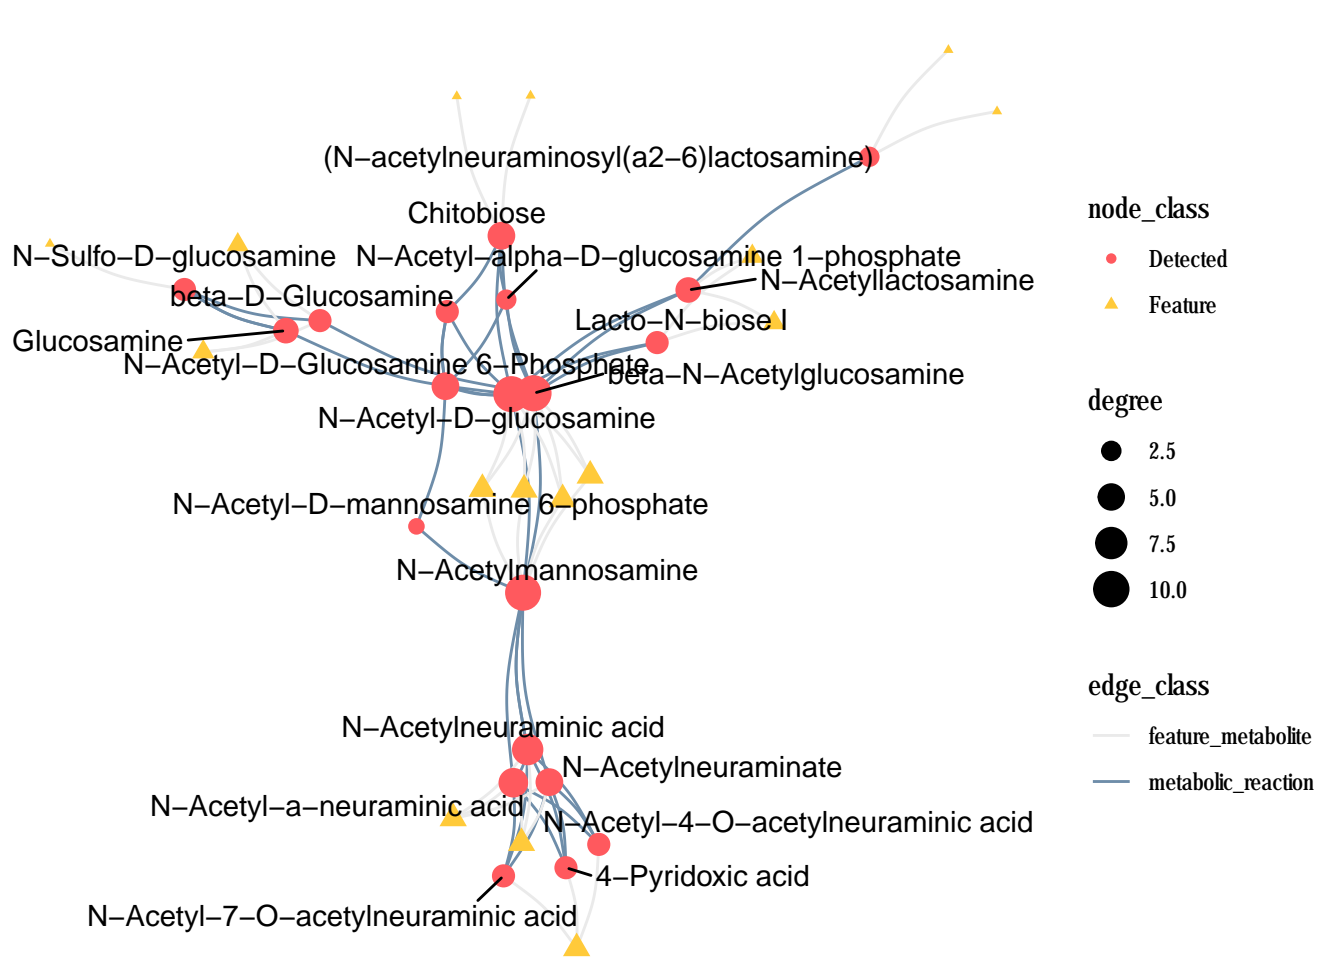 (N−acetylneuraminosyl(a2−6)lactosamine)
Chitobiose
N−Sulfo−D−glucosamine
N−Acetyl−alpha−D−glucosamine 1−phosphate
N−Acetyllactosamine
beta−D−Glucosamine
Lacto−N−biose I
Glucosamine
N−Acetyl−D−Glucosamine 6−Phosphate
beta−N−Acetylglucosamine
N−Acetyl−D−glucosamine
N−Acetyl−D−mannosamine 6−phosphate
N−Acetylmannosamine
N−Acetylneuraminic acid
N−Acetylneuraminate
N−Acetyl−a−neuraminic acid
N−Acetyl−4−O−acetylneuraminic acid
4−Pyridoxic acid
N−Acetyl−7−O−acetylneuraminic acid
node_class
Detected
Feature
degree
2.5
5.0
7.5
10.0
edge_class
feature_metabolite
metabolic_reaction